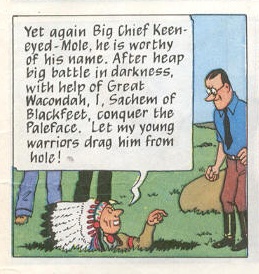 Yet again Big Chief Keen-
eyed-Mole, he is worthy
of his name. After heap
big battle in darkness,
with help of Great
Wacondah, I, Sachem of
Blackfeet, conquer the
Paleface. Let my young
warriors drag him from
hole!